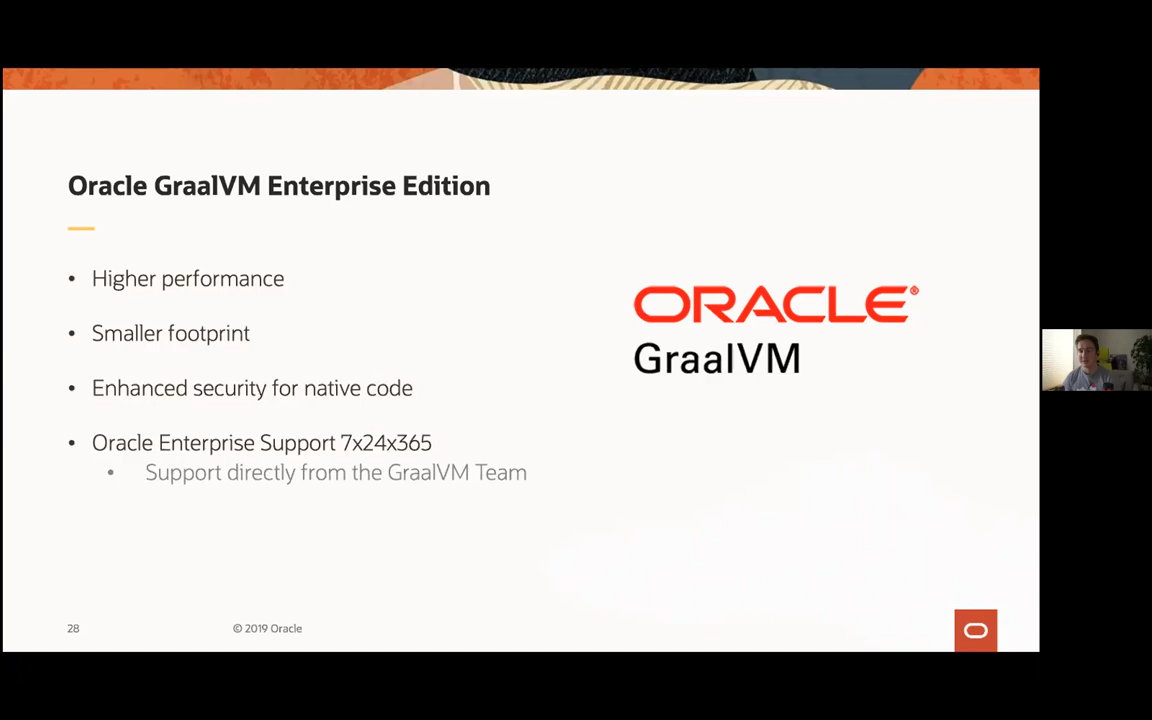 Oracle GraalVM Enterprise Edition
• Higher performance
• Smaller footprint
• Enhanced security for native code
• Oracle Enterprise Support 7x24x365
• Support directly from the GraalVM Team
ORACLE®
GraalVM
28
© 2019 Oracle